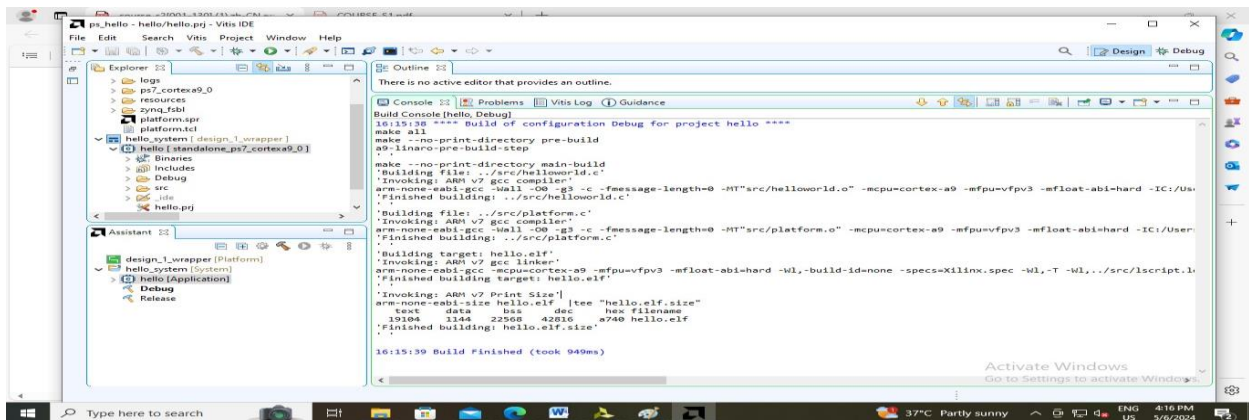 ps_hello - hello/hello.prj - Vitis IDE
File Edit Search Vitis Project Window Help
Design Debug
Explorer
logs
ps7_cortexa9_0
resources
zynq_fsbl
platform.spr
platform.tcl
hello_system [ design_1_wrapper ]
hello [ standalone_ps7_cortexa9_0 ]
Binaries
Includes
Debug
src
_ide
hello.prj
Assistant
design_1_wrapper [Platform]
hello_system [System]
hello [Application]
Debug
Release
Outline
There is no active editor that provides an outline.
Console Problems Vitis Log Guidance
Build Console [hello, Debug]
16:15:38 **** Build of configuration Debug for project hello ****
make all
make --no-print-directory pre-build
a9-linaro-pre-build-step
' '
make --no-print-directory main-build
'Building file: ../src/helloworld.c'
'Invoking: ARM v7 gcc compiler'
arm-none-eabi-gcc -Wall -O0 -g3 -c -fmessage-length=0 -MT"src/helloworld.o" -mcpu=cortex-a9 -mfpu=vfpv3 -mfloat-abi=hard -IC:/Us
'Finished building: ../src/helloworld.c'
' '
'Building file: ../src/platform.c'
'Invoking: ARM v7 gcc compiler'
arm-none-eabi-gcc -Wall -O0 -g3 -c -fmessage-length=0 -MT"src/platform.o" -mcpu=cortex-a9 -mfpu=vfpv3 -mfloat-abi=hard -IC:/User
'Finished building: ../src/platform.c'
' '
'Building target: hello.elf'
'Invoking: ARM v7 gcc linker'
arm-none-eabi-gcc -mcpu=cortex-a9 -mfpu=vfpv3 -mfloat-abi=hard -Wl,-build-id=none -specs=Xilinx.spec -Wl,-T -Wl,../src/lscript.l
'Finished building target: hello.elf'
' '
'Invoking: ARM v7 Print Size'
arm-none-eabi-size hello.elf |tee "hello.elf.size"
text data bss dec hex filename
19104 1144 22568 42816 a740 hello.elf
'Finished building: hello.elf.size'
' '
16:15:39 Build Finished (took 949ms)
Activate Windows
Go to Settings to activate Windows.
Type here to search
37°C Partly sunny
ENG 4:16 PM
US 5/6/2024